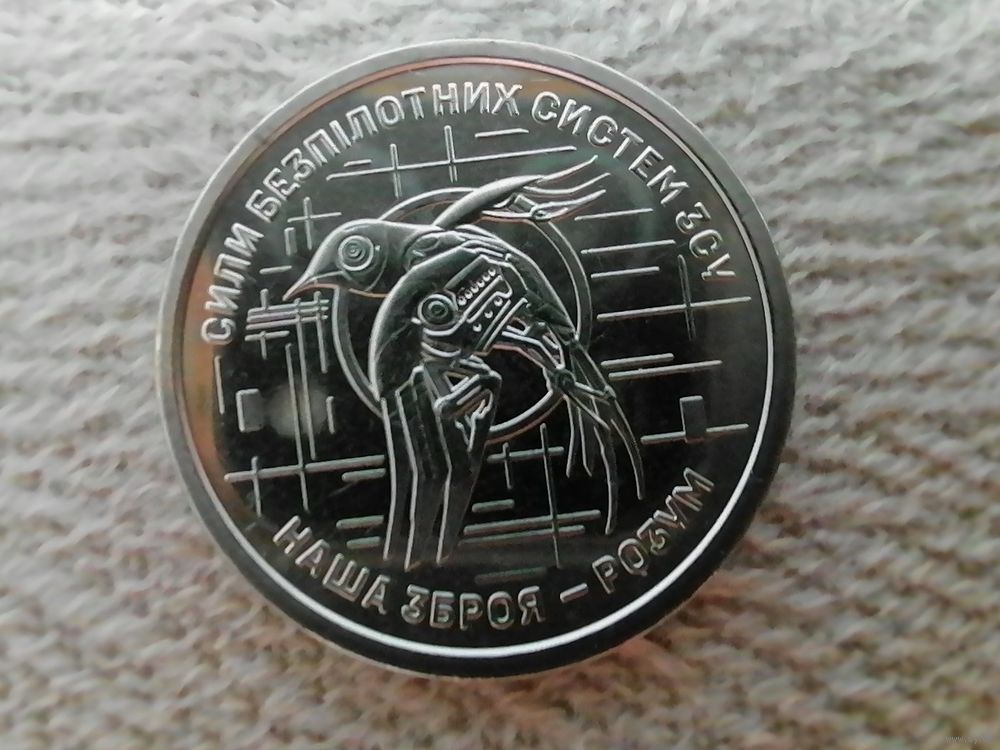 СИЛИ БЕЗПІЛОТНИХ СИСТЕМ ЗСУ
НАША ЗБРОЯ – РОЗУМ